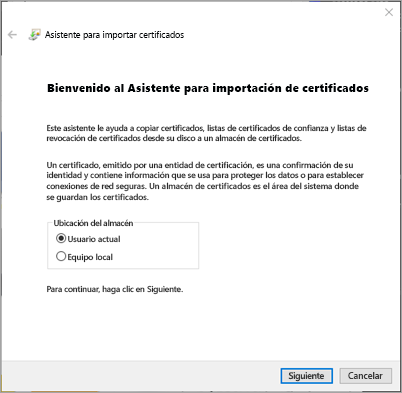 Asistente para importar certificados
Bienvenido al Asistente para importación de certificados
Este asistente le ayuda a copiar certificados, listas de certificados de confianza y listas de
revocación de certificados desde su disco a un almacén de certificados.
Un certificado, emitido por una entidad de certificación, es una confirmación de su
identidad y contiene información que se usa para proteger los datos o para establecer
conexiones de red seguras. Un almacén de certificados es el área del sistema donde
se guardan los certificados.
Ubicación del almacén
Usuario actual
Equipo local
Para continuar, haga clic en Siguiente.
Siguiente
Cancelar